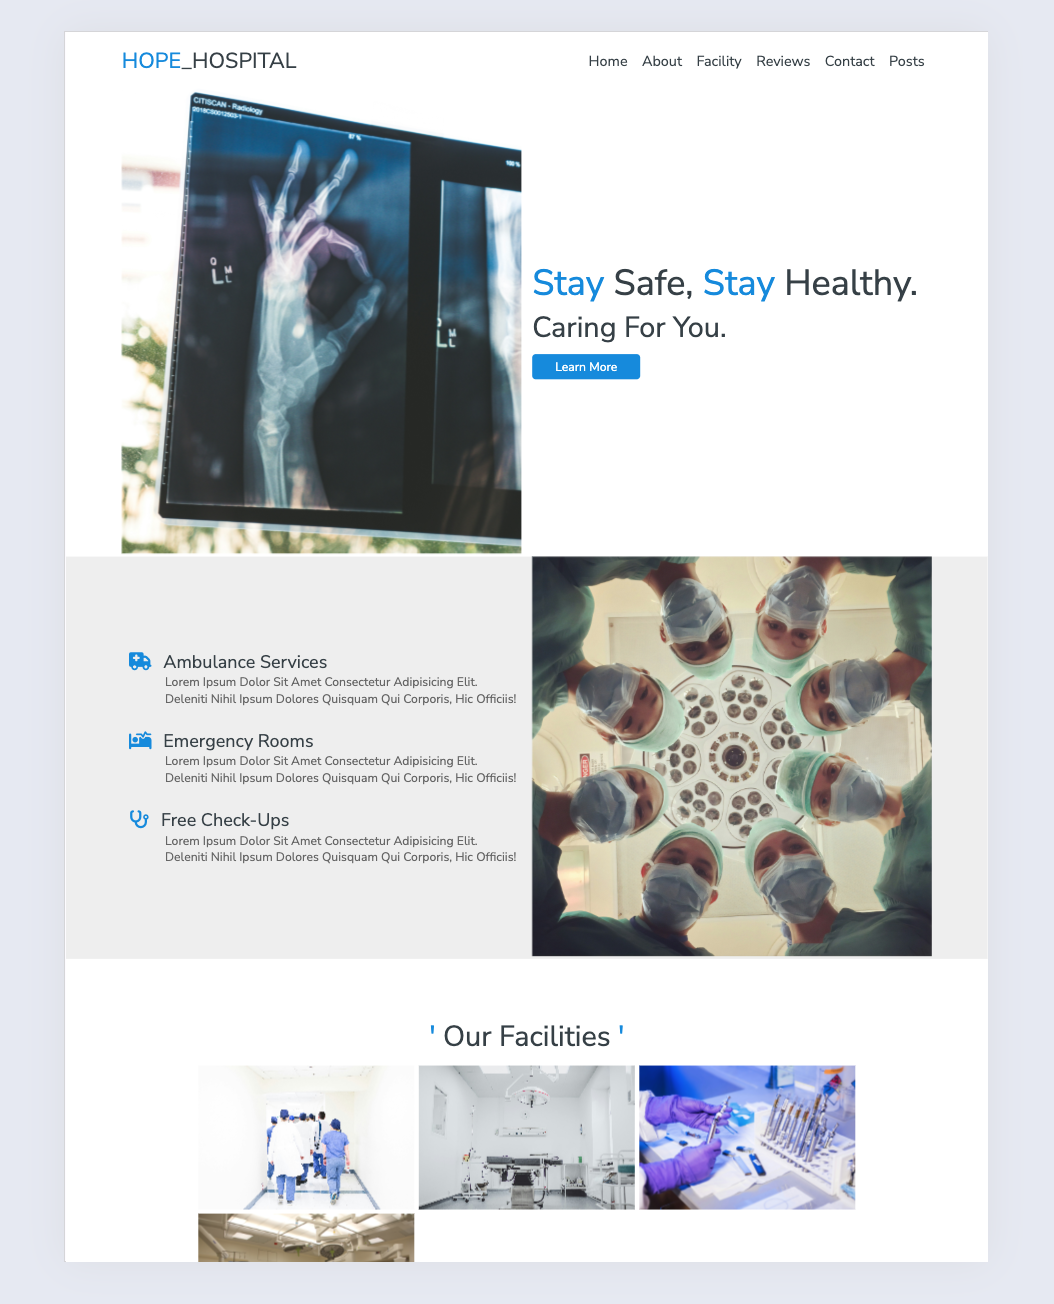 HOPE_HOSPITAL
Home About Facility Reviews Contact Posts
CITISCAN - Radiology
2018CS0012903-1
87 %
100 %
O
L M
L
L M
L
Stay Safe, Stay Healthy.
Caring For You.
Learn More
Ambulance Services
Lorem Ipsum Dolor Sit Amet Consectetur Adipisicing Elit.
Deleniti Nihil Ipsum Dolores Quisquam Qui Corporis, Hic Officiis!
Emergency Rooms
Lorem Ipsum Dolor Sit Amet Consectetur Adipisicing Elit.
Deleniti Nihil Ipsum Dolores Quisquam Qui Corporis, Hic Officiis!
Free Check-Ups
Lorem Ipsum Dolor Sit Amet Consectetur Adipisicing Elit.
Deleniti Nihil Ipsum Dolores Quisquam Qui Corporis, Hic Officiis!
' Our Facilities '